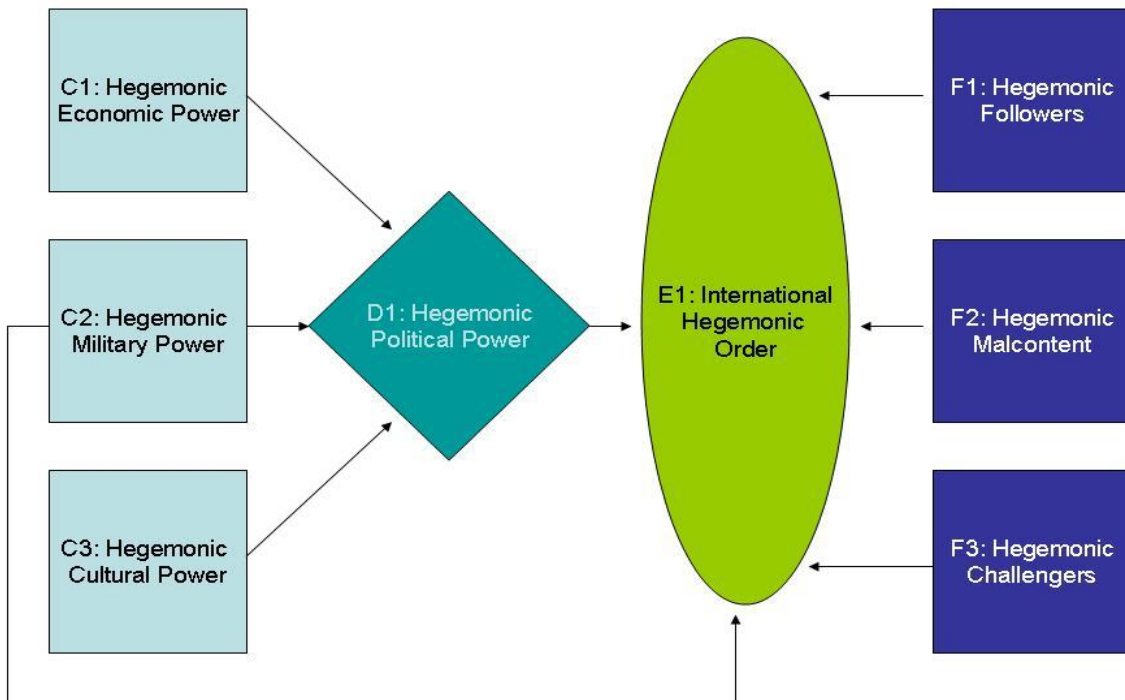 C1: Hegemonic
Economic Power
C2: Hegemonic
Military Power
C3: Hegemonic
Cultural Power
D1: Hegemonic
Political Power
E1: International
Hegemonic
Order
F1: Hegemonic
Followers
F2: Hegemonic
Malcontent
F3: Hegemonic
Challengers